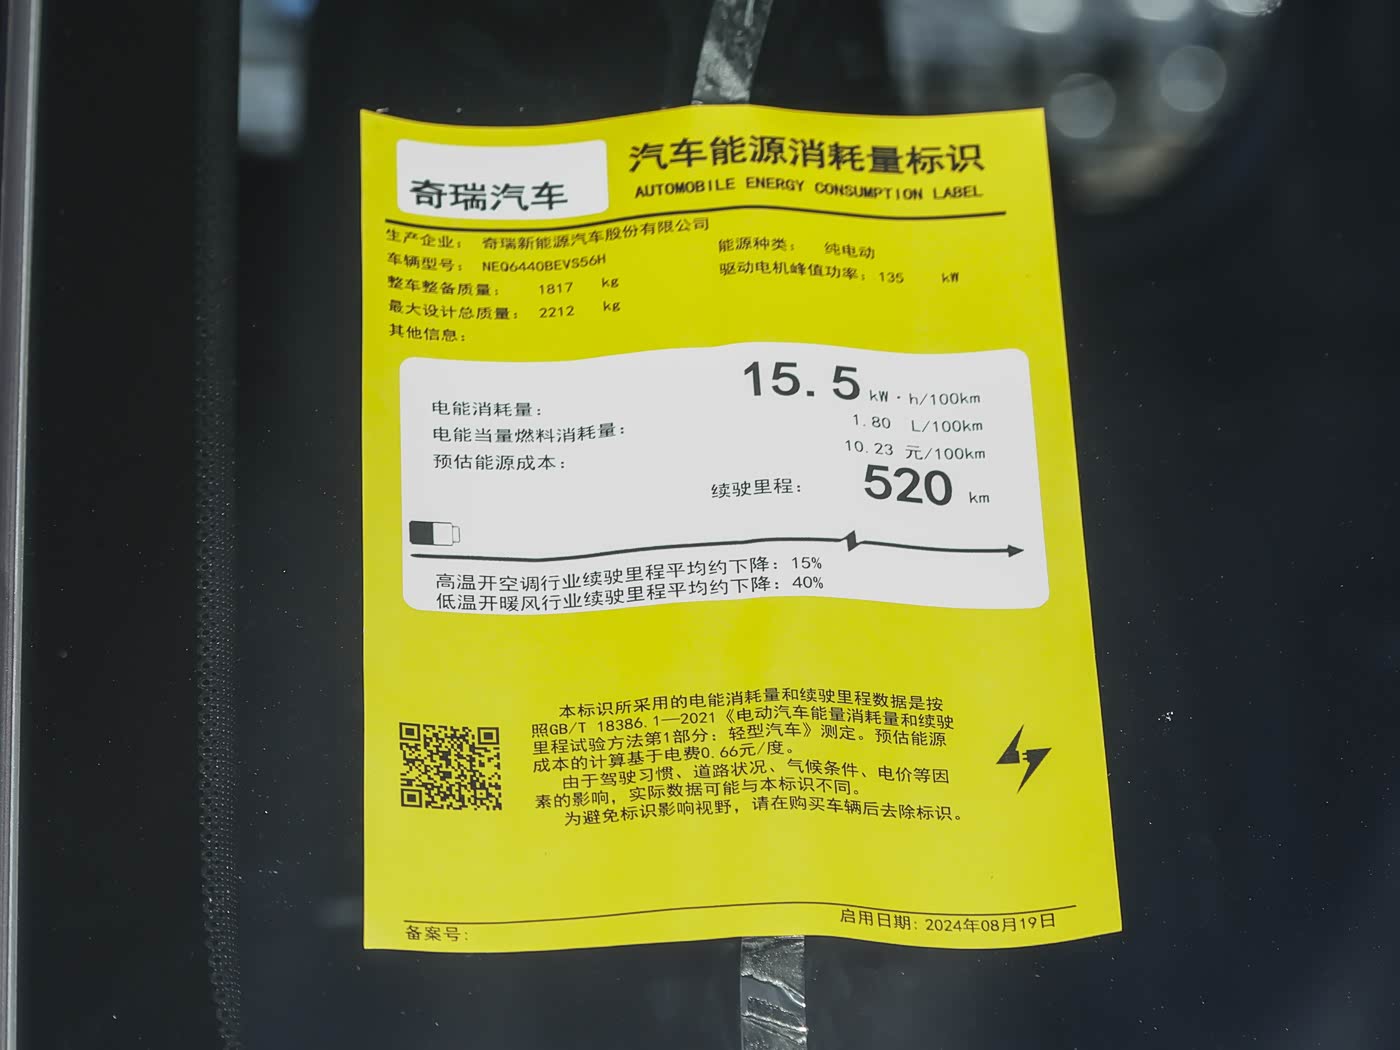 奇瑞汽车
汽车能源消耗量标识
AUTOMOBILE ENERGY CONSUMPTION LABEL
生产企业： 奇瑞新能源汽车股份有限公司
能源种类： 纯电动
车辆型号： NEQ6440BEVS56H
驱动电机峰值功率：135 kW
整车整备质量： 1817 kg
最大设计总质量： 2212 kg
其他信息：
电能消耗量： 15.5 kW·h/100km
电能当量燃料消耗量： 1.80 L/100km
预估能源成本： 10.23 元/100km
续驶里程： 520 km
高温开空调行业续驶里程平均约下降：15%
低温开暖风行业续驶里程平均约下降：40%
本标识所采用的电能消耗量和续驶里程数据是按
照GB/T 18386.1—2021《电动汽车能量消耗量和续驶
里程试验方法第1部分：轻型汽车》测定。预估能源
成本的计算基于电费0.66元/度。
由于驾驶习惯、道路状况、气候条件、电价等因
素的影响，实际数据可能与本标识不同。
为避免标识影响视野，请在购买车辆后去除标识。
备案号：
启用日期：2024年08月19日